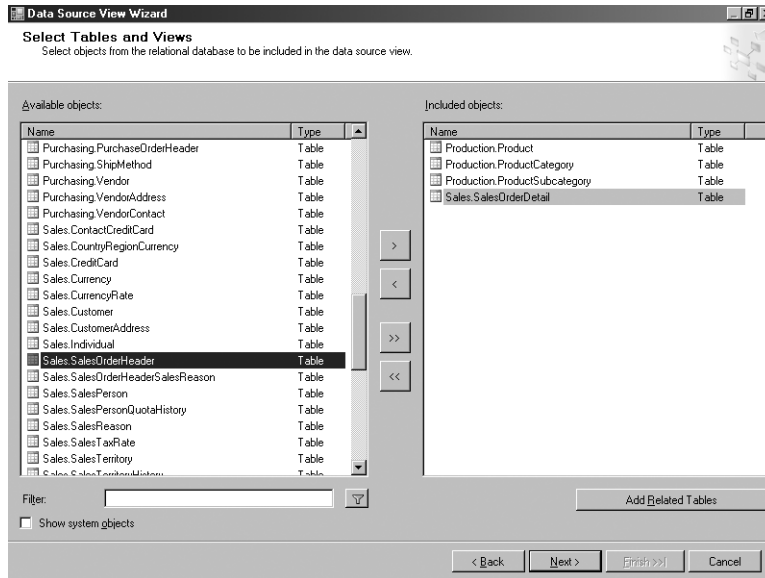 Data Source View Wizard
Select Tables and Views
Select objects from the relational database to be included in the data source view.
Available objects:
Name Type
Purchasing.PurchaseOrderHeader Table
Purchasing.ShipMethod Table
Purchasing.Vendor Table
Purchasing.VendorAddress Table
Purchasing.VendorContact Table
Sales.ContactCreditCard Table
Sales.CountryRegionCurrency Table
Sales.CreditCard Table
Sales.Currency Table
Sales.CurrencyRate Table
Sales.Customer Table
Sales.CustomerAddress Table
Sales.Individual Table
Sales.SalesOrderHeader Table
Sales.SalesOrderHeaderSalesReason Table
Sales.SalesPerson Table
Sales.SalesPersonQuotaHistory Table
Sales.SalesReason Table
Sales.SalesTaxRate Table
Sales.SalesTerritory Table
Sales.SalesTerritoryHistory Table
>
<
>>
<<
Included objects:
Name Type
Production.Product Table
Production.ProductCategory Table
Production.ProductSubcategory Table
Sales.SalesOrderDetail Table
Filter:
Show system objects
Add Related Tables
< Back
Next >
Finish >>|
Cancel